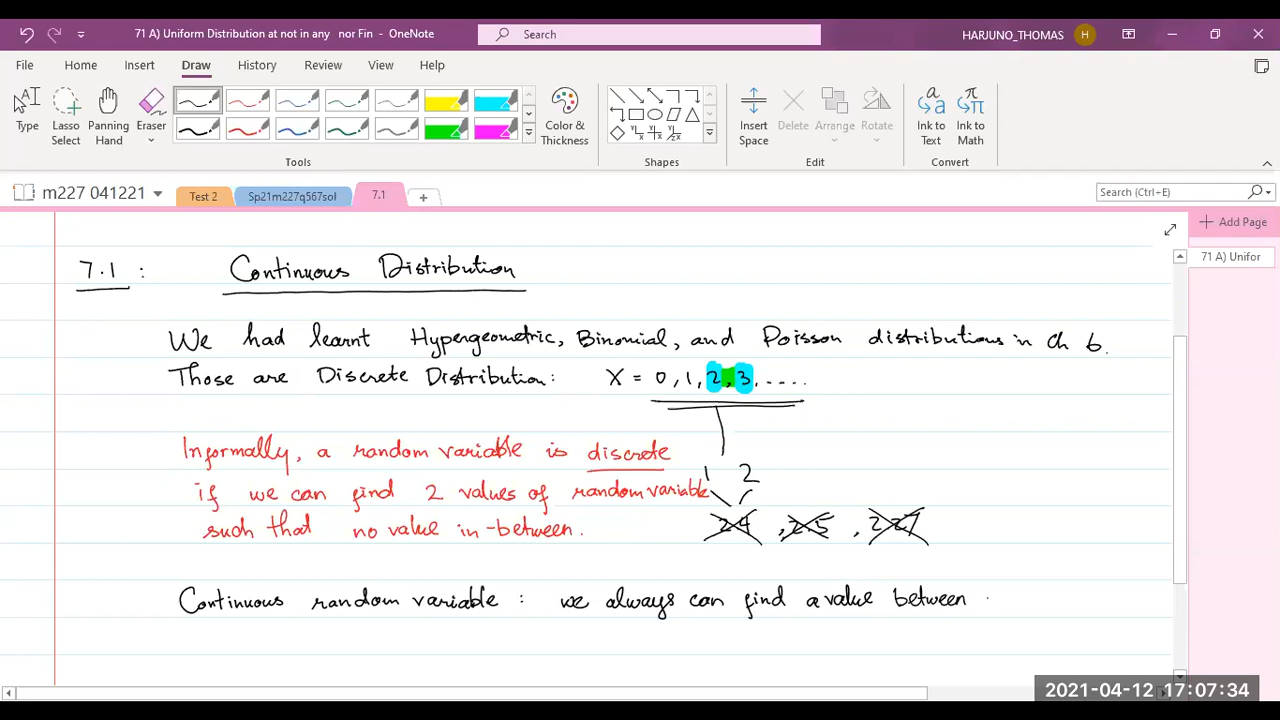 71 A) Uniform Distribution at not in any nor Fin - OneNote
Search
HARJUNO_THOMAS
H
File Home Insert Draw History Review View Help
Type
Lasso Select
Panning Hand
Eraser
Color & Thickness
Insert Space
Delete
Arrange
Rotate
Ink to Text
Ink to Math
Tools
Shapes
Edit
Convert
m227 041221
Test 2
Sp21m227q567sol
7.1
Search (Ctrl+E)
Add Page
71 A) Unifor
7.1 : Continuous Distribution
We had learnt Hypergeometric, Binomial, and Poisson distributions in Ch 6.
Those are Discrete Distribution: X = 0, 1, 2, 3, ....
Informally, a random variable is discrete
1 2
if we can find 2 values of random variable
such that no value in-between.
2.4, 2.5, 2.27
Continuous random variable : we always can find a value between
2021-04-12 17:07:34